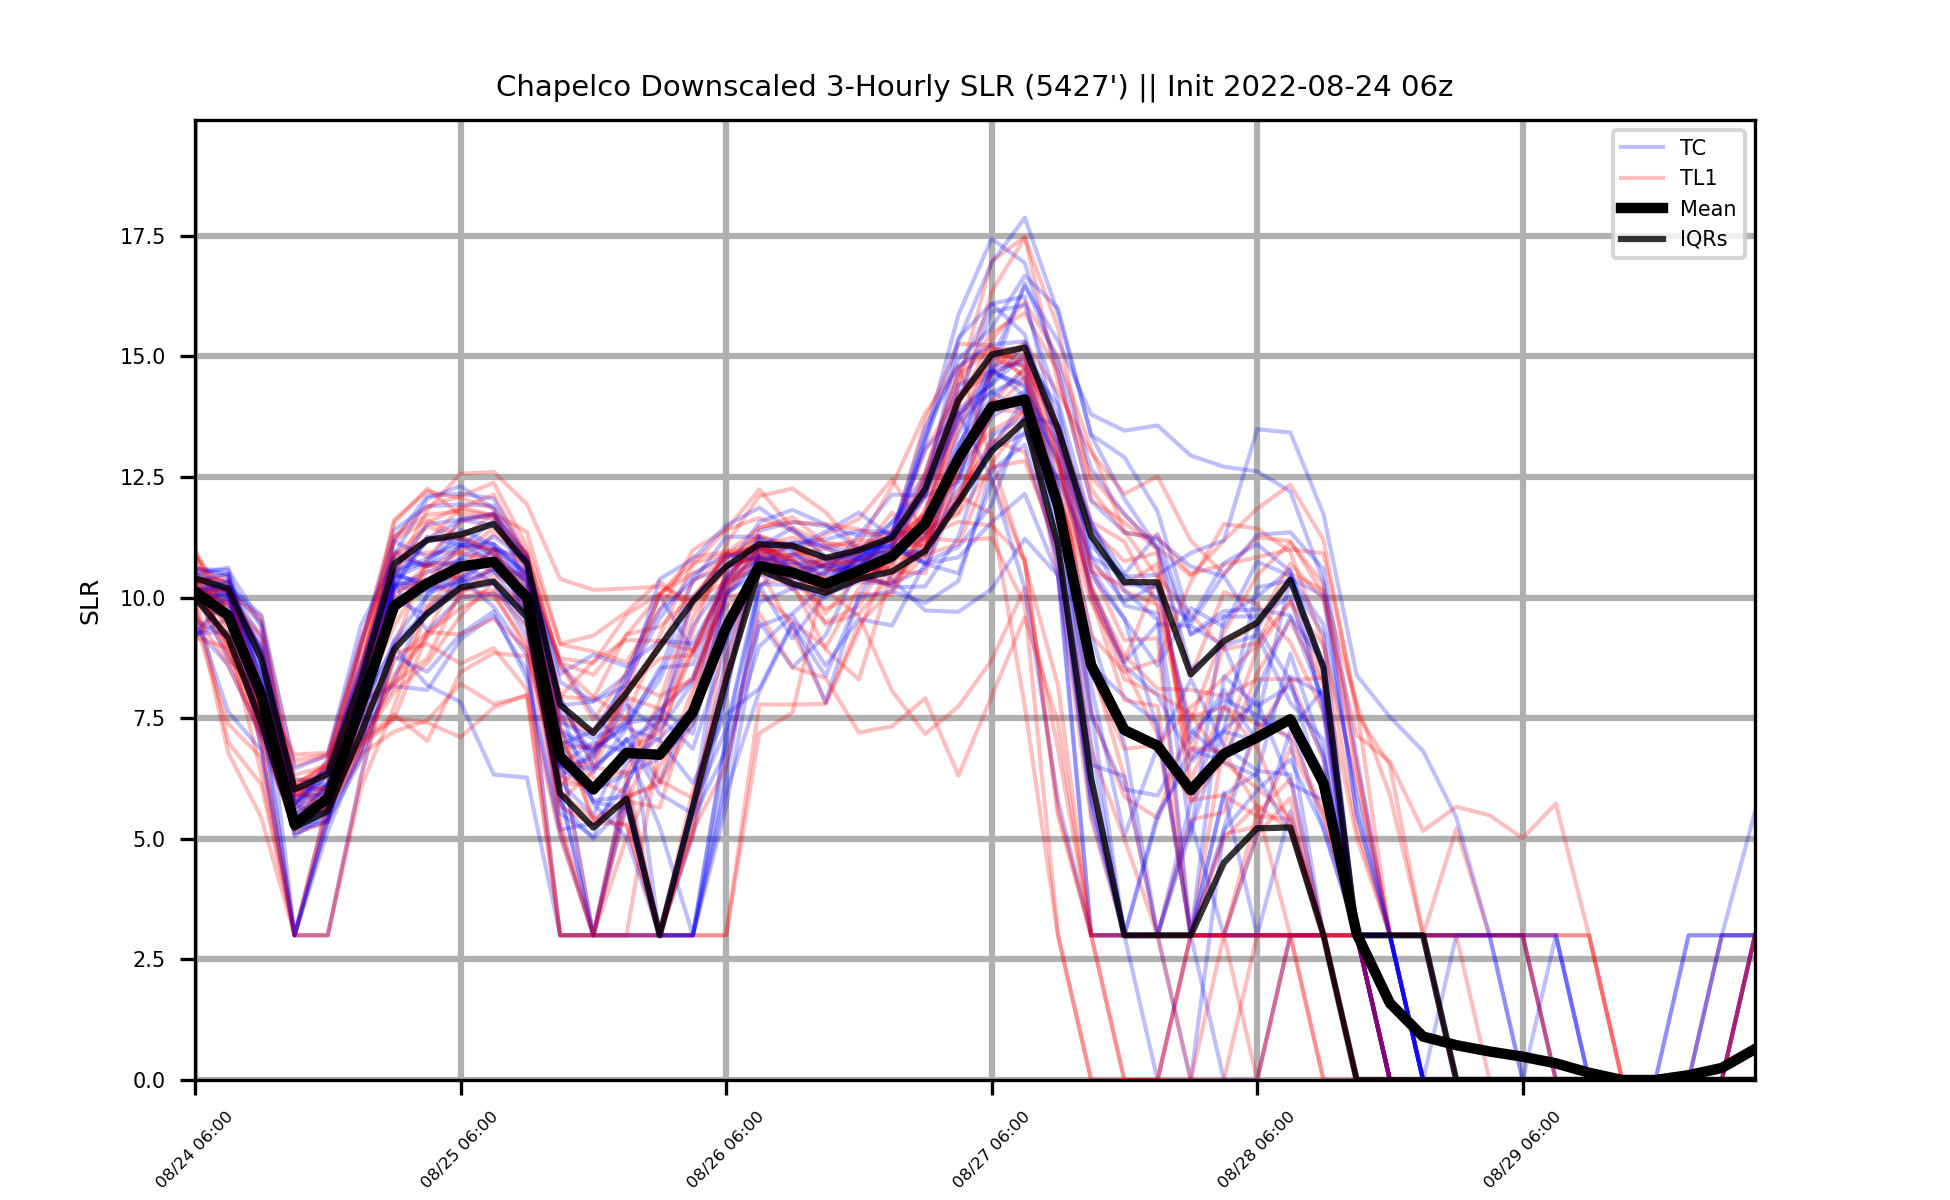 Chapelco Downscaled 3-Hourly SLR (5427') || Init 2022-08-24 06z
TC
TL1
Mean
IQRs
SLR
17.5
15.0
12.5
10.0
7.5
5.0
2.5
0.0
08/24 06:00
08/25 06:00
08/26 06:00
08/27 06:00
08/28 06:00
08/29 06:00